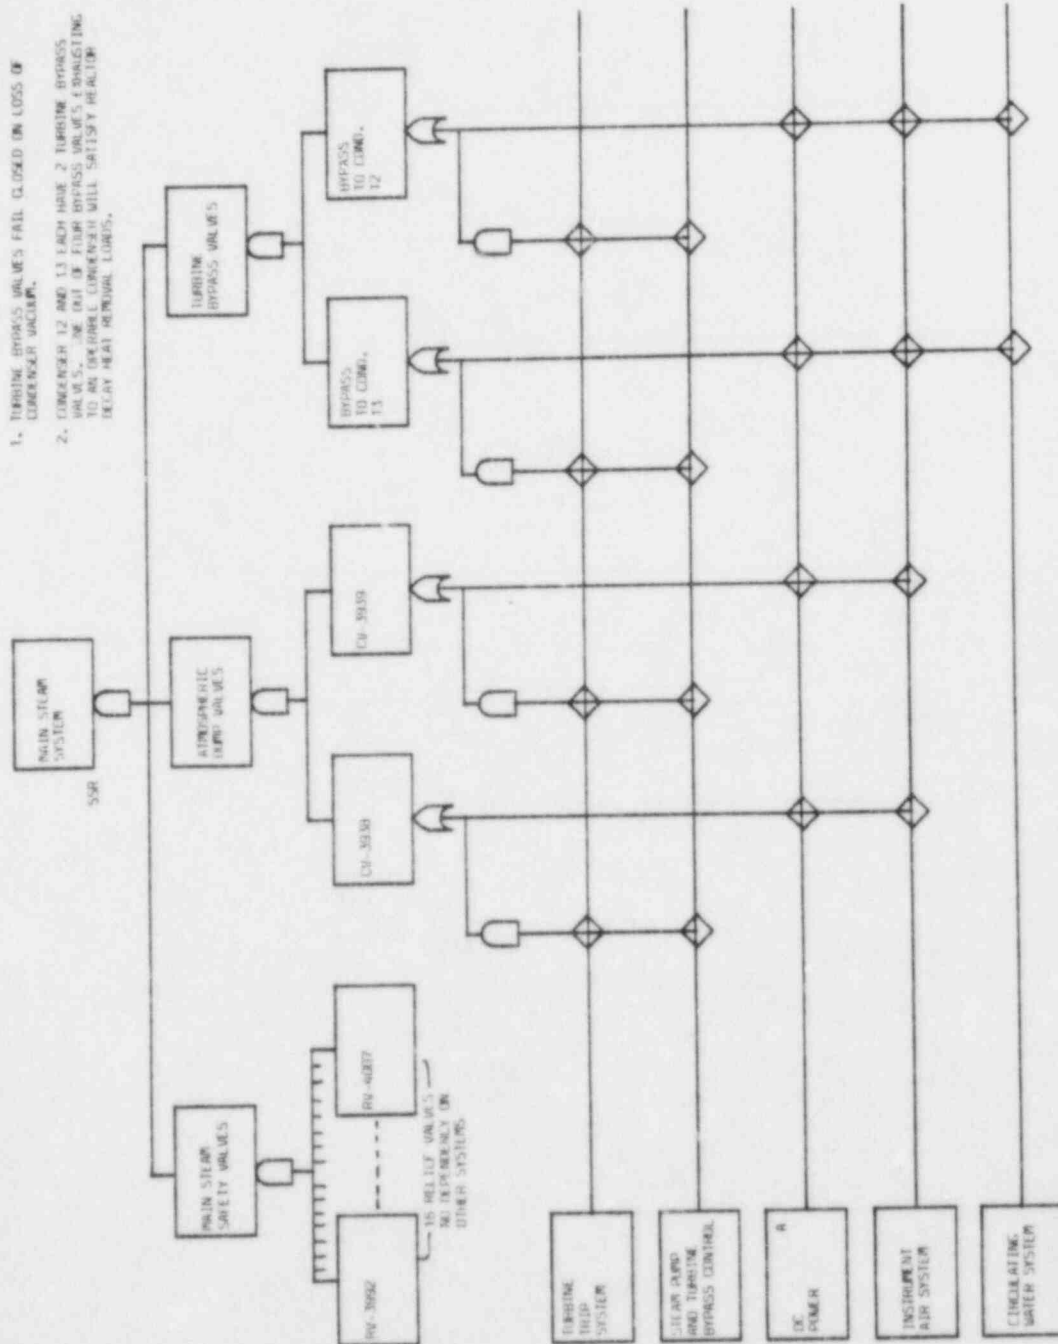 1. TURBINE BYPASS VALVES FAIL CLOSED ON LOSS OF
CONDENSER VACUUM.
2. CONDENSER 12 AND 13 EACH HAVE 2 TURBINE BYPASS
VALVES. ONE OUT OF FOUR BYPASS VALVES EXHAUSTING
TO AN OPERABLE CONDENSER WILL SATISFY REACTOR
DECAY HEAT REMOVAL LOADS.
MAIN STEAM
SYSTEM
SSR
MAIN STEAM
SAFETY VALVES
ATMOSPHERIC
DUMP VALVES
TURBINE
BYPASS VALVES
RV-3992
RV-4007
16 RELIEF VALVES
NO DEPENDENCY ON
OTHER SYSTEMS
CV-3938
CV-3939
BYPASS
TO COND.
13
BYPASS
TO COND.
12
TURBINE
TRIP
SYSTEM
STEAM PUMP
AND TURBINE
BYPASS CONTROL
A
DC
POWER
INSTRUMENT
AIR SYSTEM
CIRCULATING
WATER SYSTEM